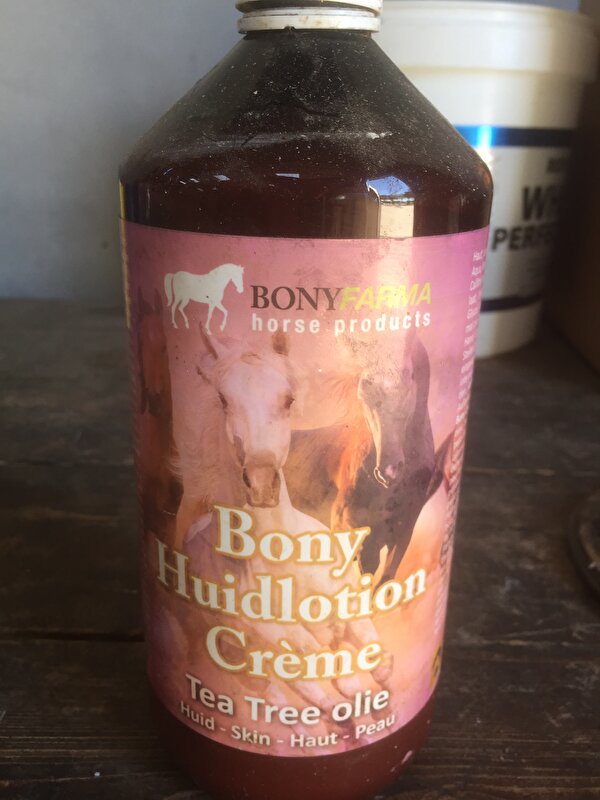 BONYFARMA
horse products
Bony
Huidlotion
Crème
Tea Tree olie
Huid - Skin - Haut - Peau